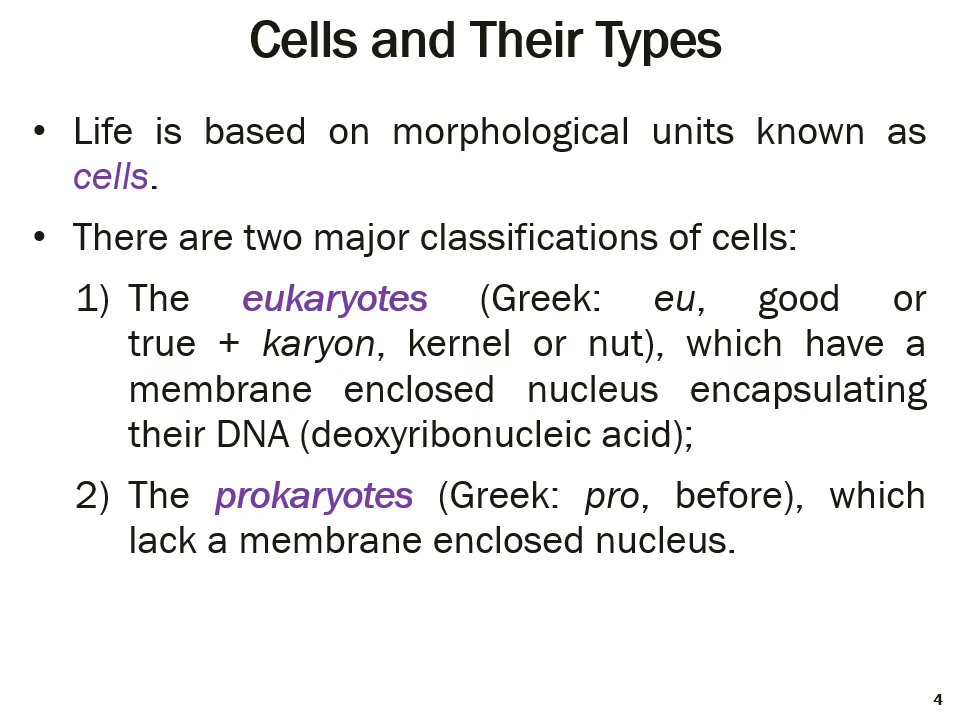 Cells and Their Types
• Life is based on morphological units known as
cells.
• There are two major classifications of cells:
1) The eukaryotes (Greek: eu, good or
true + karyon, kernel or nut), which have a
membrane enclosed nucleus encapsulating
their DNA (deoxyribonucleic acid);
2) The prokaryotes (Greek: pro, before), which
lack a membrane enclosed nucleus.
4